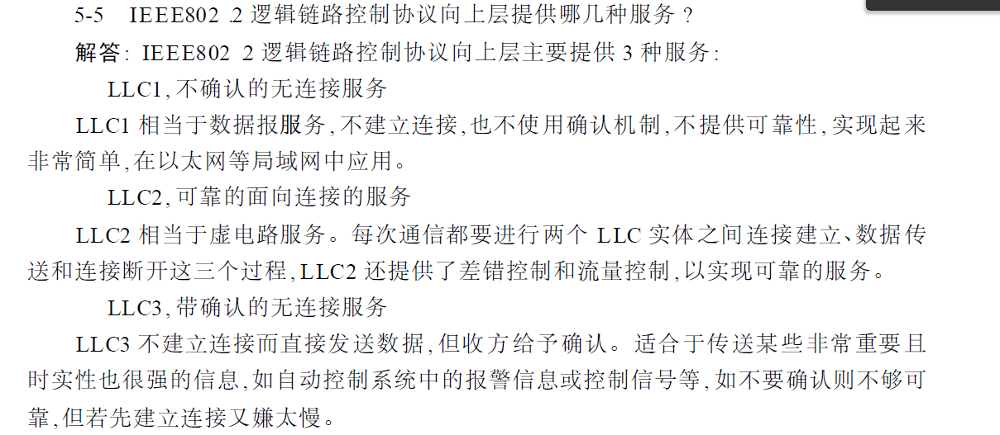 5-5 IEEE802 .2 逻辑链路控制协议向上层提供哪几种服务？
解答: IEEE802 2 逻辑链路控制协议向上层主要提供 3 种服务:
LLC1,不确认的无连接服务
LLC1 相当于数据报服务,不建立连接,也不使用确认机制,不提供可靠性,实现起来
非常简单,在以太网等局域网中应用。
LLC2,可靠的面向连接的服务
LLC2 相当于虚电路服务。每次通信都要进行两个 LLC 实体之间连接建立、数据传
送和连接断开这三个过程,LLC2 还提供了差错控制和流量控制,以实现可靠的服务。
LLC3,带确认的无连接服务
LLC3 不建立连接而直接发送数据,但收方给予确认。适合于传送某些非常重要且
时实性也很强的信息,如自动控制系统中的报警信息或控制信号等,如不要确认则不够可
靠,但若先建立连接又嫌太慢。